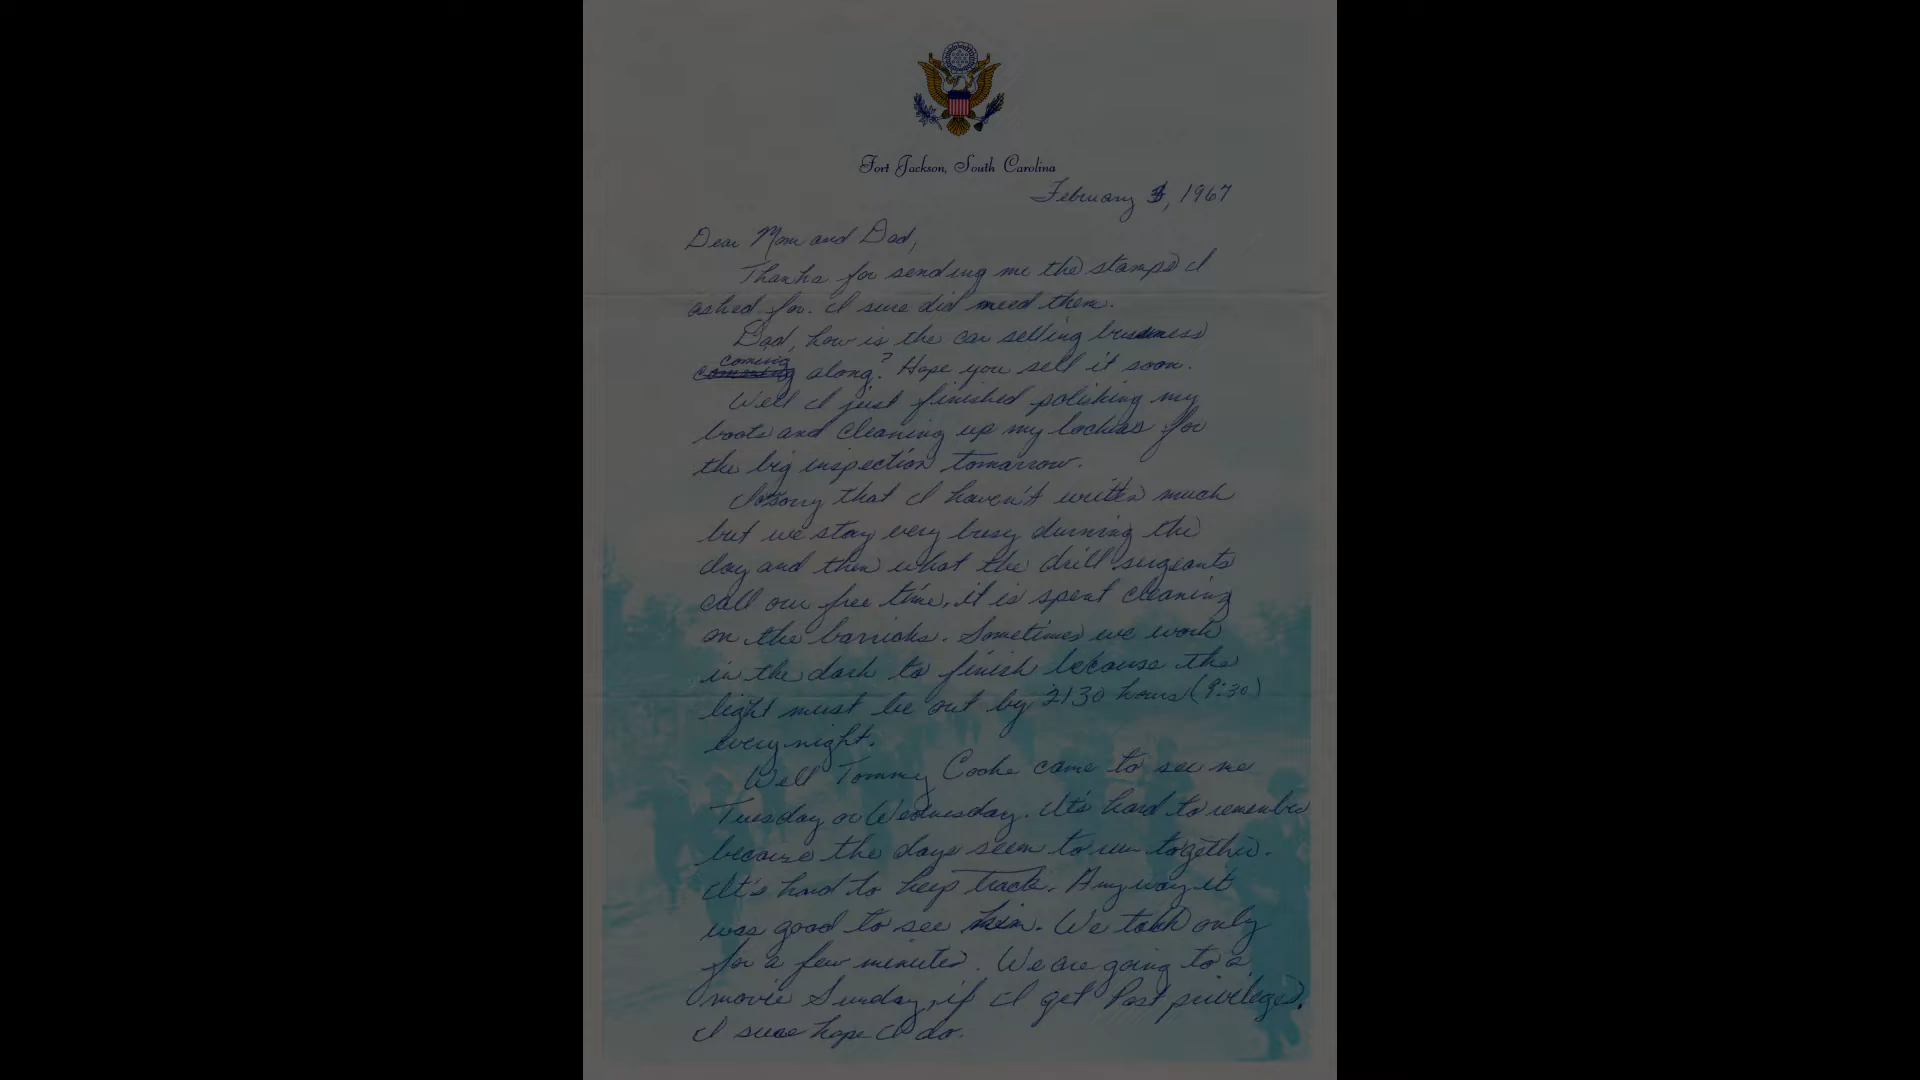 Fort Jackson, South Carolina
February 3, 1967
Dear Mom and Dad,
Thanks for sending me the stamps I
asked for. I sure did need them.
Dad, how is the car selling business
coming along? Hope you sell it soon.
Well I just finished polishing my
boots and cleaning up my lockers for
the big inspection tomarrow.
sorry that I haven't written much
but we stay very busy durning the
day and then what the drill surgeants
call our free time, it is spent cleaning
on the barricks. Sometimes we work
in the dark to finish because the
light must be out by 2130 hours (9:30)
every night.
Well Tommy Cooke came to see me
Tuesday or Wednesday. It's hard to remember
because the days seem to run together.
It's hard to keep track. Anyway it
was good to see him. We talk only
for a few minutes. We are going to a
movie Sunday, if I get Post privileges.
I sure hope I do.